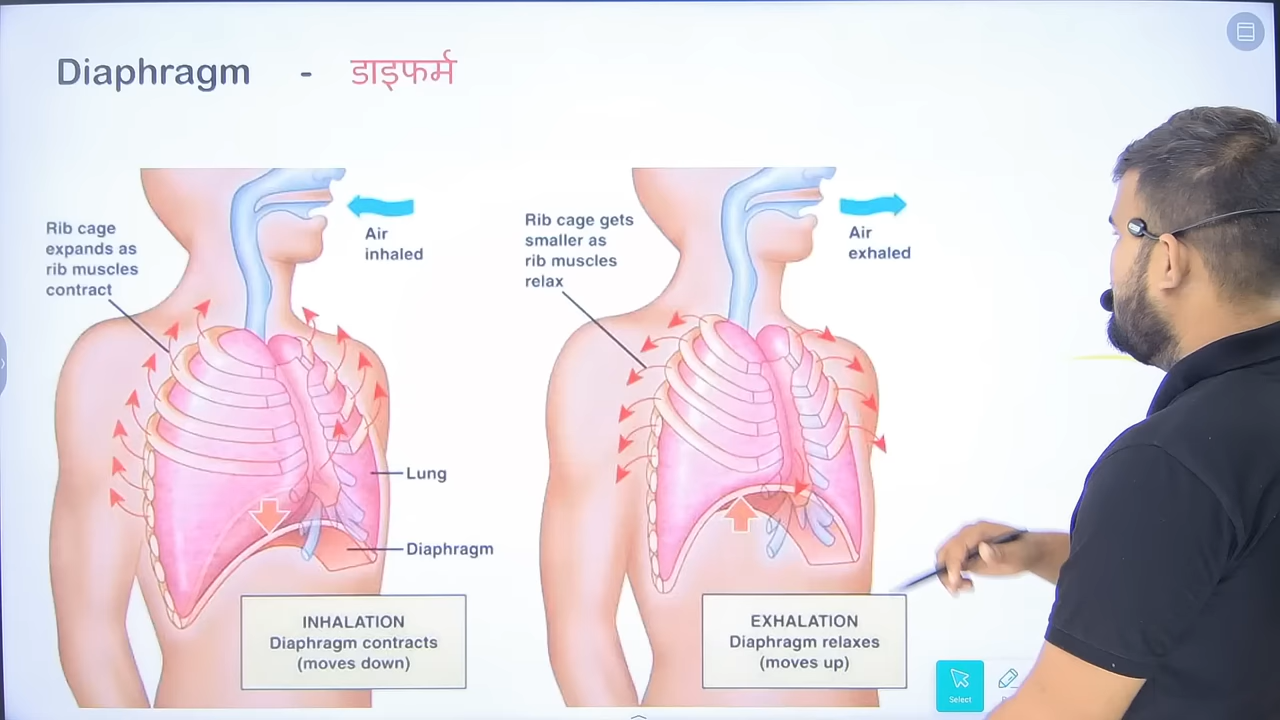 Diaphragm - डाइफर्म
Rib cage
expands as
rib muscles
contract
Air
inhaled
Lung
Diaphragm
INHALATION
Diaphragm contracts
(moves down)
Rib cage gets
smaller as
rib muscles
relax
Air
exhaled
EXHALATION
Diaphragm relaxes
(moves up)
Select